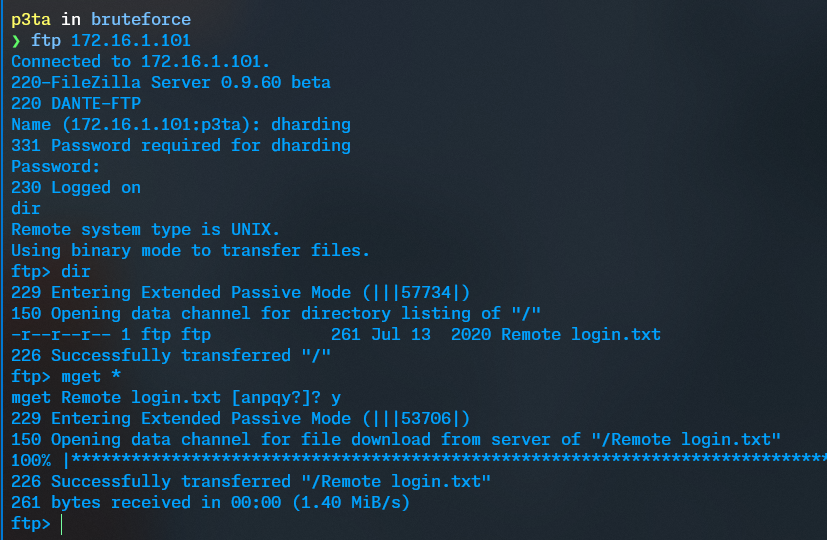 p3ta in bruteforce
❯ ftp 172.16.1.101
Connected to 172.16.1.101.
220-FileZilla Server 0.9.60 beta
220 DANTE-FTP
Name (172.16.1.101:p3ta): dharding
331 Password required for dharding
Password:
230 Logged on
dir
Remote system type is UNIX.
Using binary mode to transfer files.
ftp> dir
229 Entering Extended Passive Mode (|||57734|)
150 Opening data channel for directory listing of "/"
-r--r--r-- 1 ftp ftp            261 Jul 13  2020 Remote login.txt
226 Successfully transferred "/"
ftp> mget *
mget Remote login.txt [anpqy?]? y
229 Entering Extended Passive Mode (|||53706|)
150 Opening data channel for file download from server of "/Remote login.txt"
100% |****************************************************************************
226 Successfully transferred "/Remote login.txt"
261 bytes received in 00:00 (1.40 MiB/s)
ftp>